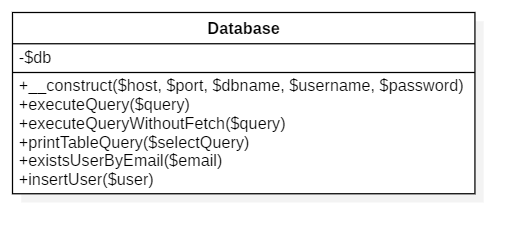 Database
-$db
+__construct($host, $port, $dbname, $username, $password)
+executeQuery($query)
+executeQueryWithoutFetch($query)
+printTableQuery($selectQuery)
+existsUserByEmail($email)
+insertUser($user)